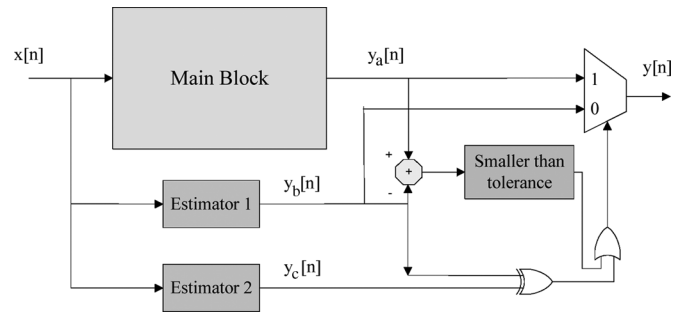 x[n]
Main Block
y_a[n]
y[n]
1
0
+
+
-
Smaller than
tolerance
Estimator 1
y_b[n]
Estimator 2
y_c[n]